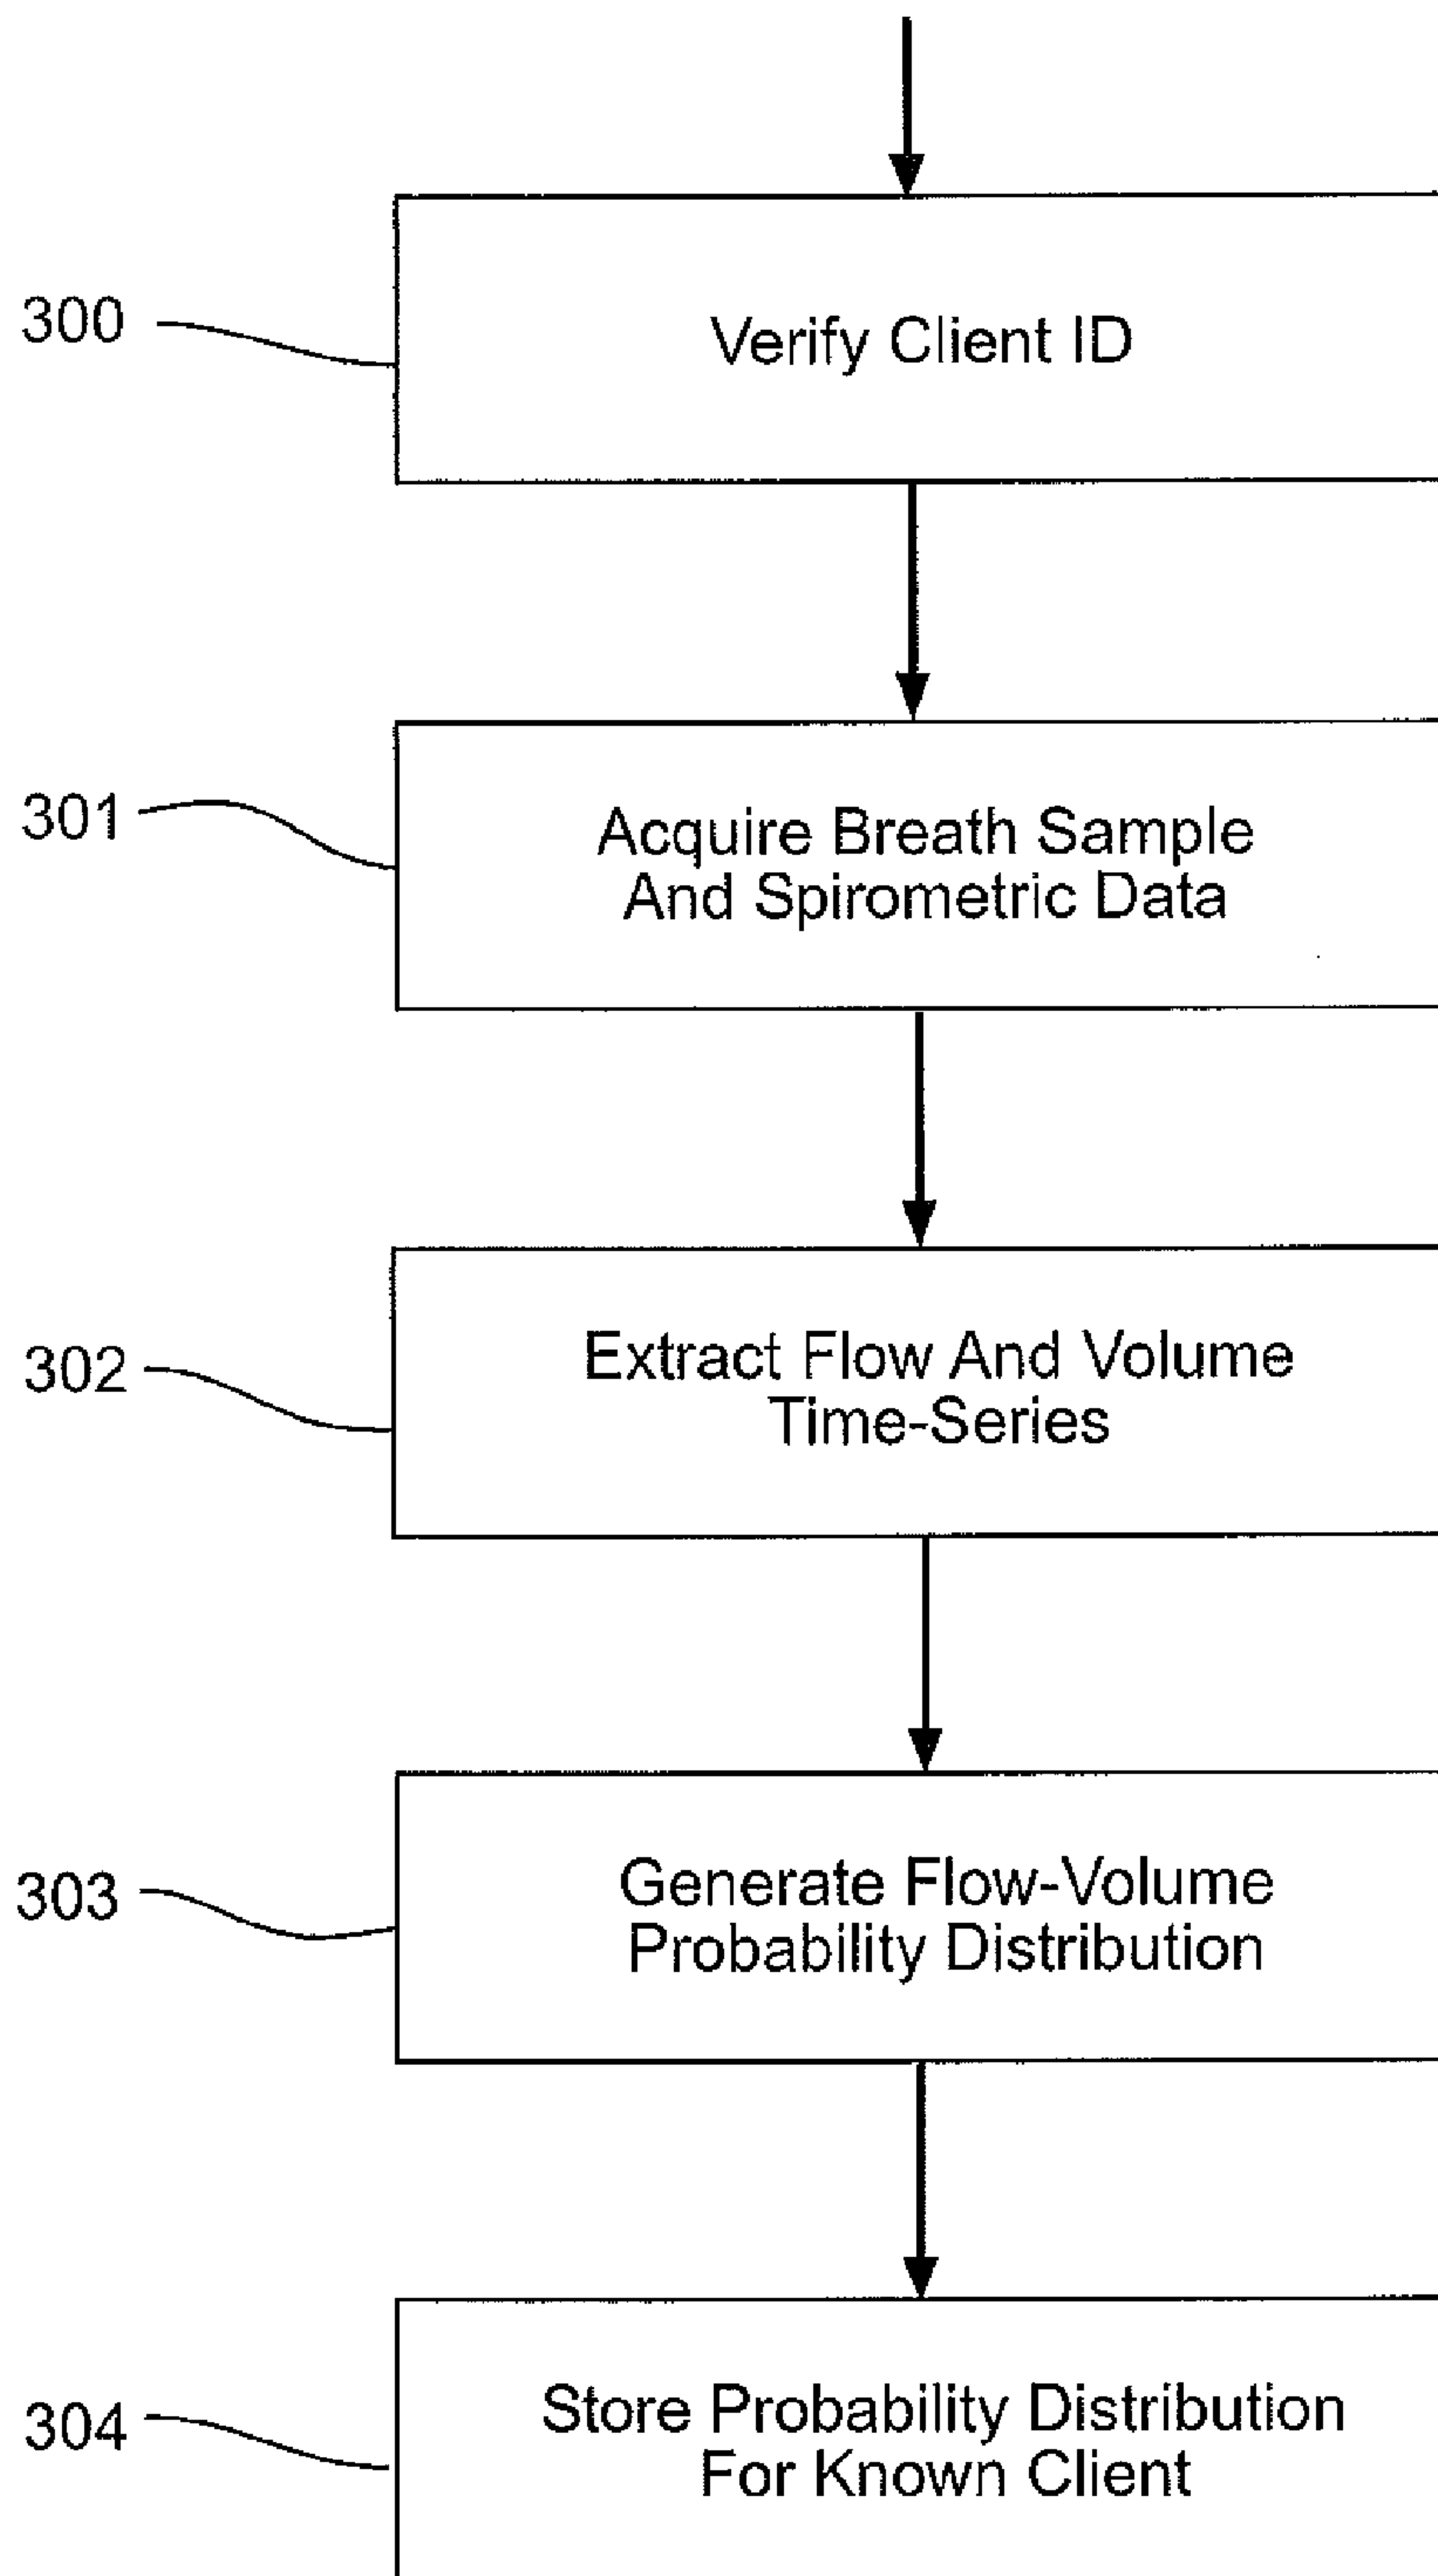 300
Verify Client ID
301
Acquire Breath Sample
And Spirometric Data
302
Extract Flow And Volume
Time-Series
303
Generate Flow-Volume
Probability Distribution
304
Store Probability Distribution
For Known Client